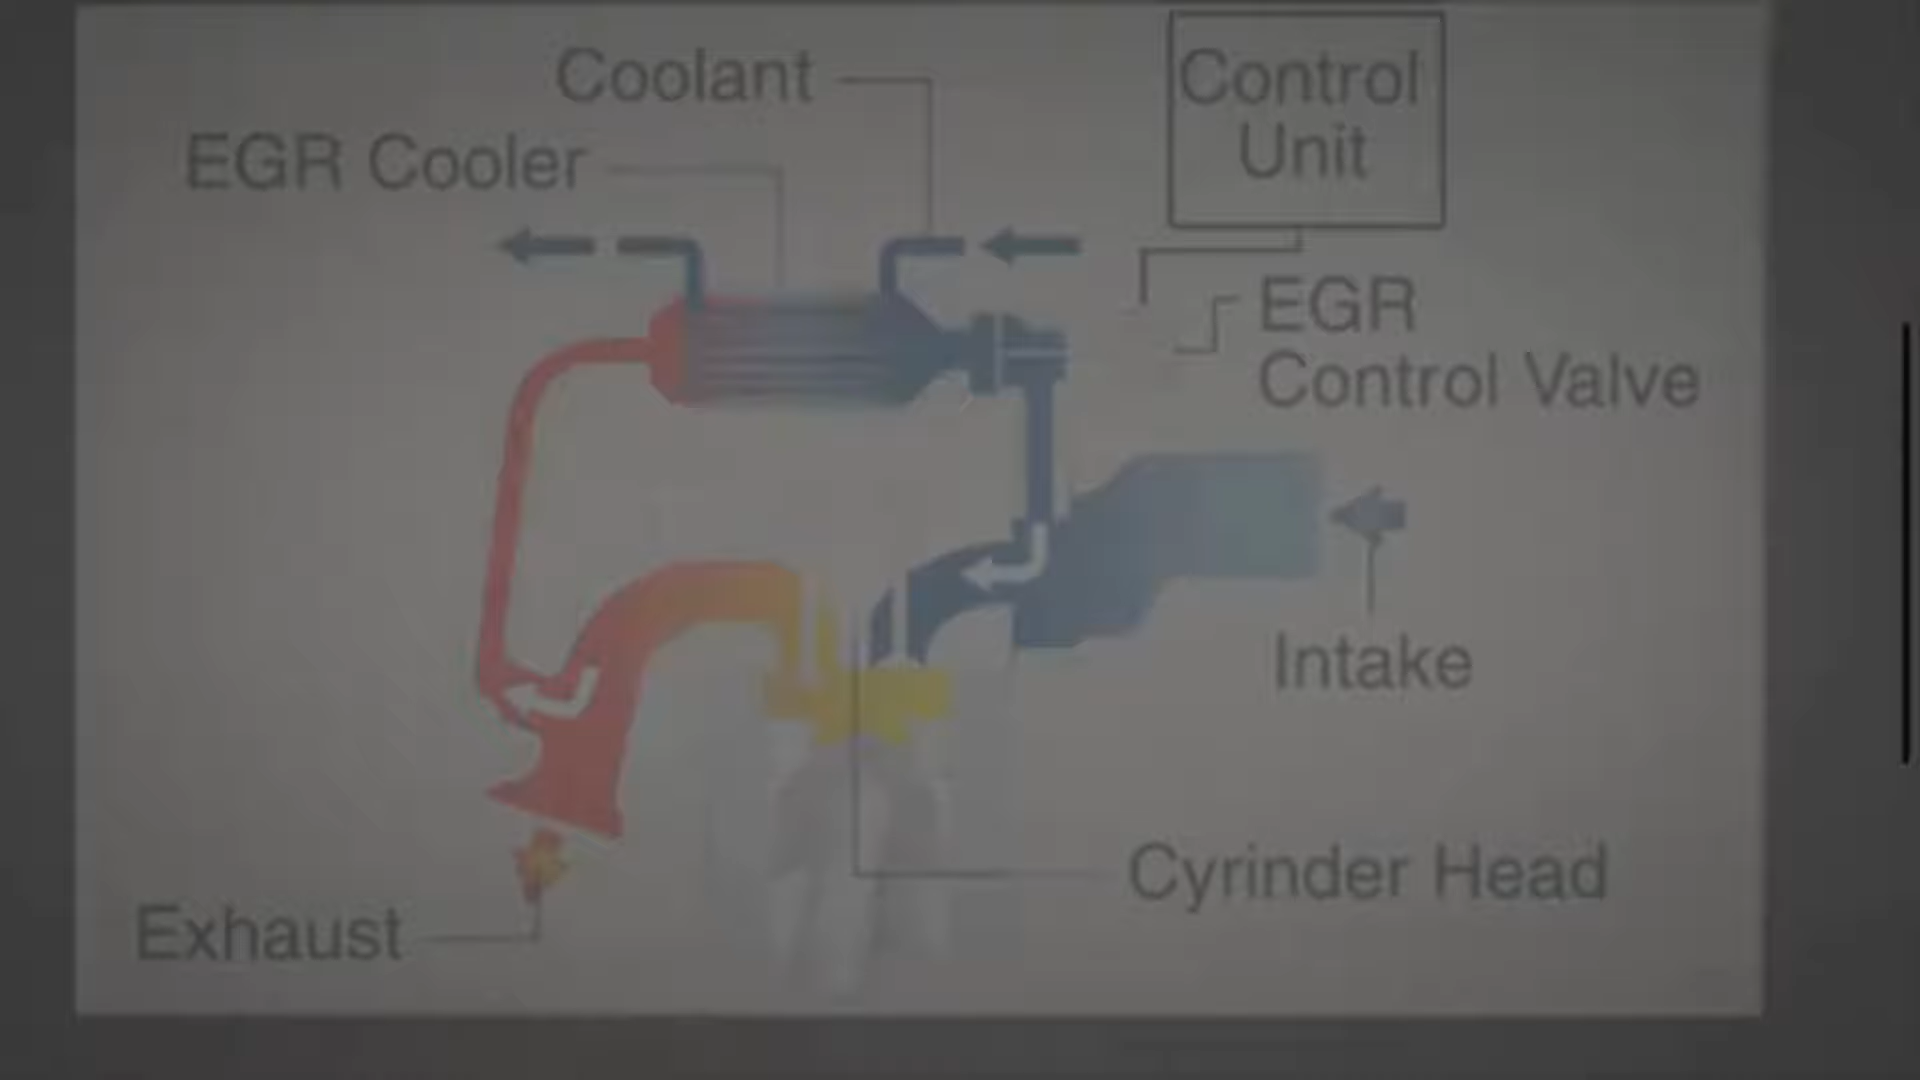 Coolant
Control
Unit
EGR Cooler
EGR
Control Valve
Intake
Cyrinder Head
Exhaust